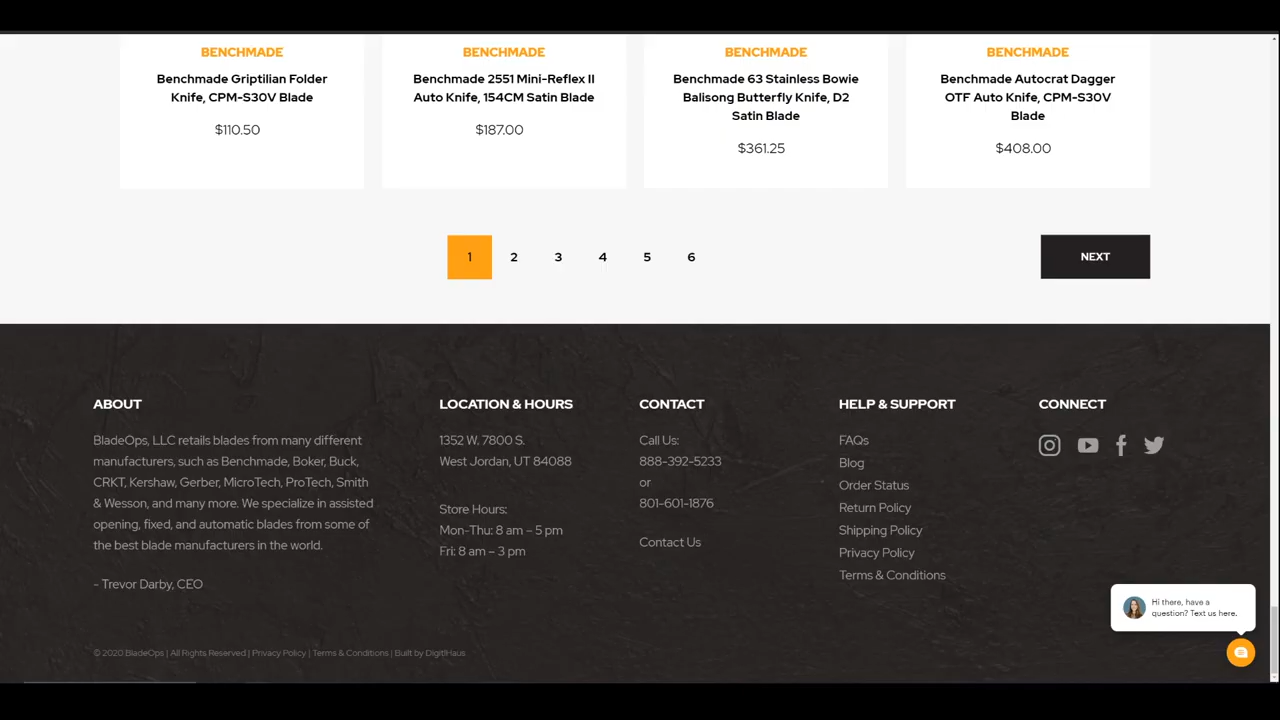 BENCHMADE
Benchmade Griptilian Folder
Knife, CPM-S30V Blade
$110.50
BENCHMADE
Benchmade 2551 Mini-Reflex II
Auto Knife, 154CM Satin Blade
$187.00
BENCHMADE
Benchmade 63 Stainless Bowie
Balisong Butterfly Knife, D2
Satin Blade
$361.25
BENCHMADE
Benchmade Autocrat Dagger
OTF Auto Knife, CPM-S30V
Blade
$408.00
1 2 3 4 5 6
NEXT
ABOUT
BladeOps, LLC retails blades from many different
manufacturers, such as Benchmade, Boker, Buck,
CRKT, Kershaw, Gerber, MicroTech, ProTech, Smith
& Wesson, and many more. We specialize in assisted
opening, fixed, and automatic blades from some of
the best blade manufacturers in the world.
- Trevor Darby, CEO
LOCATION & HOURS
1352 W. 7800 S.
West Jordan, UT 84088
Store Hours:
Mon-Thu: 8 am – 5 pm
Fri: 8 am – 3 pm
CONTACT
Call Us:
888-392-5233
or
801-601-1876
Contact Us
HELP & SUPPORT
FAQs
Blog
Order Status
Return Policy
Shipping Policy
Privacy Policy
Terms & Conditions
CONNECT
Hi there, have a
question? Text us here.
© 2020 BladeOps | All Rights Reserved | Privacy Policy | Terms & Conditions | Built by Digit!Haus